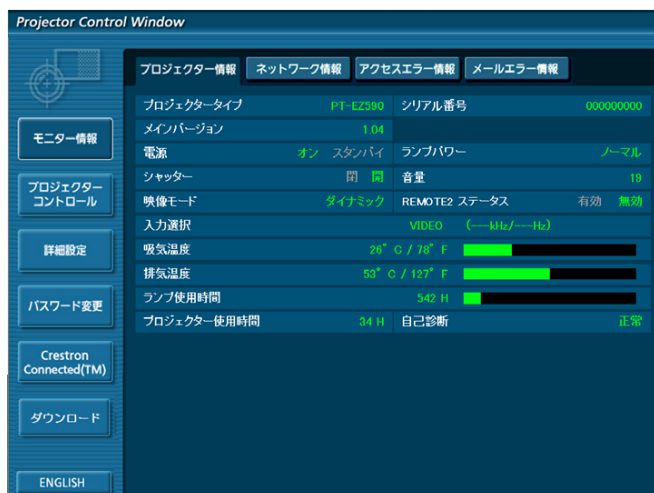 Projector Control Window
プロジェクター情報 ネットワーク情報 アクセスエラー情報 メールエラー情報
モニター情報
プロジェクター
コントロール
詳細設定
パスワード変更
Crestron
Connected(TM)
ダウンロード
ENGLISH
プロジェクタータイプ PT-EZ590 シリアル番号 000000000
メインバージョン 1.04
電源 オン スタンバイ ランプパワー ノーマル
シャッター 閉 開 音量 19
映像モード ダイナミック REMOTE2 ステータス 有効 無効
入力選択 VIDEO (---kHz/---Hz)
吸気温度 26° C / 78° F
排気温度 53° C / 127° F
ランプ使用時間 542 H
プロジェクター使用時間 34 H 自己診断 正常